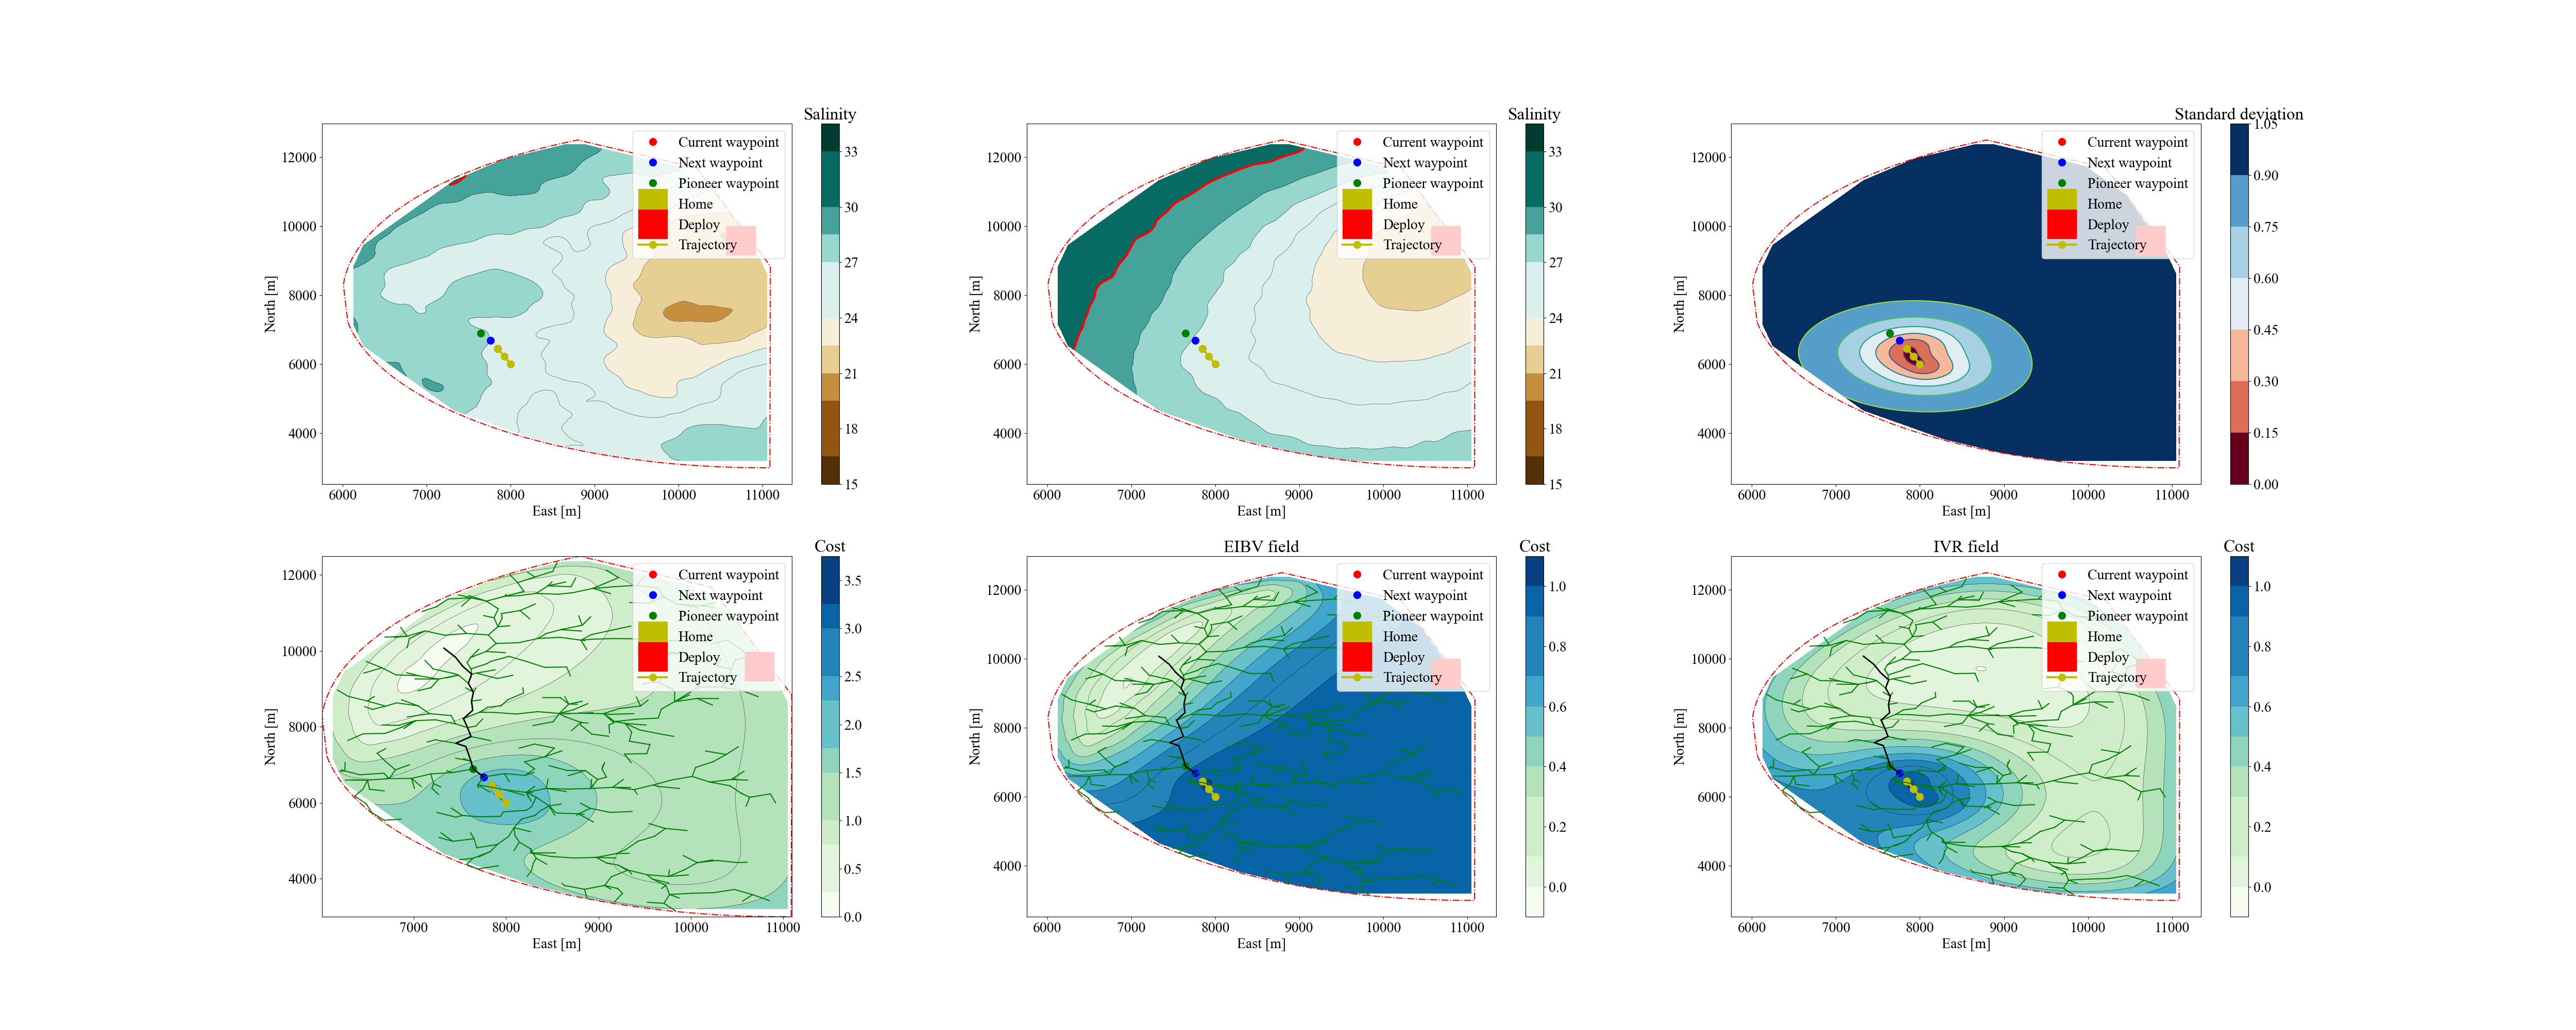 Salinity
Current waypoint
Next waypoint
Pioneer waypoint
Home
Deploy
Trajectory
12000
10000
8000
6000
4000
North [m]
6000 7000 8000 9000 10000 11000
East [m]
33
30
27
24
21
18
15
Salinity
Current waypoint
Next waypoint
Pioneer waypoint
Home
Deploy
Trajectory
12000
10000
8000
6000
4000
North [m]
6000 7000 8000 9000 10000 11000
East [m]
33
30
27
24
21
18
15
Standard deviation
Current waypoint
Next waypoint
Pioneer waypoint
Home
Deploy
Trajectory
12000
10000
8000
6000
4000
North [m]
6000 7000 8000 9000 10000 11000
East [m]
1.05
0.90
0.75
0.60
0.45
0.30
0.15
0.00
Cost
Current waypoint
Next waypoint
Pioneer waypoint
Home
Deploy
Trajectory
12000
10000
8000
6000
4000
North [m]
7000 8000 9000 10000 11000
East [m]
3.5
3.0
2.5
2.0
1.5
1.0
0.5
0.0
EIBV field
Cost
Current waypoint
Next waypoint
Pioneer waypoint
Home
Deploy
Trajectory
12000
10000
8000
6000
4000
North [m]
6000 7000 8000 9000 10000 11000
East [m]
1.0
0.8
0.6
0.4
0.2
0.0
IVR field
Cost
Current waypoint
Next waypoint
Pioneer waypoint
Home
Deploy
Trajectory
12000
10000
8000
6000
4000
North [m]
6000 7000 8000 9000 10000 11000
East [m]
1.0
0.8
0.6
0.4
0.2
0.0